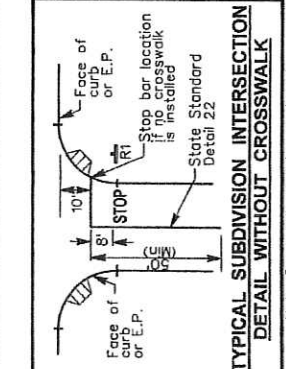 Face of
curb
or E.P.
10'
Stop bar location
if no crosswalk
is installed
R1
STOP
8'
State Standard
Detail 22
50'
(Min)
Face of
curb
or E.P.
TYPICAL SUBDIVISION INTERSECTION
DETAIL WITHOUT CROSSWALK